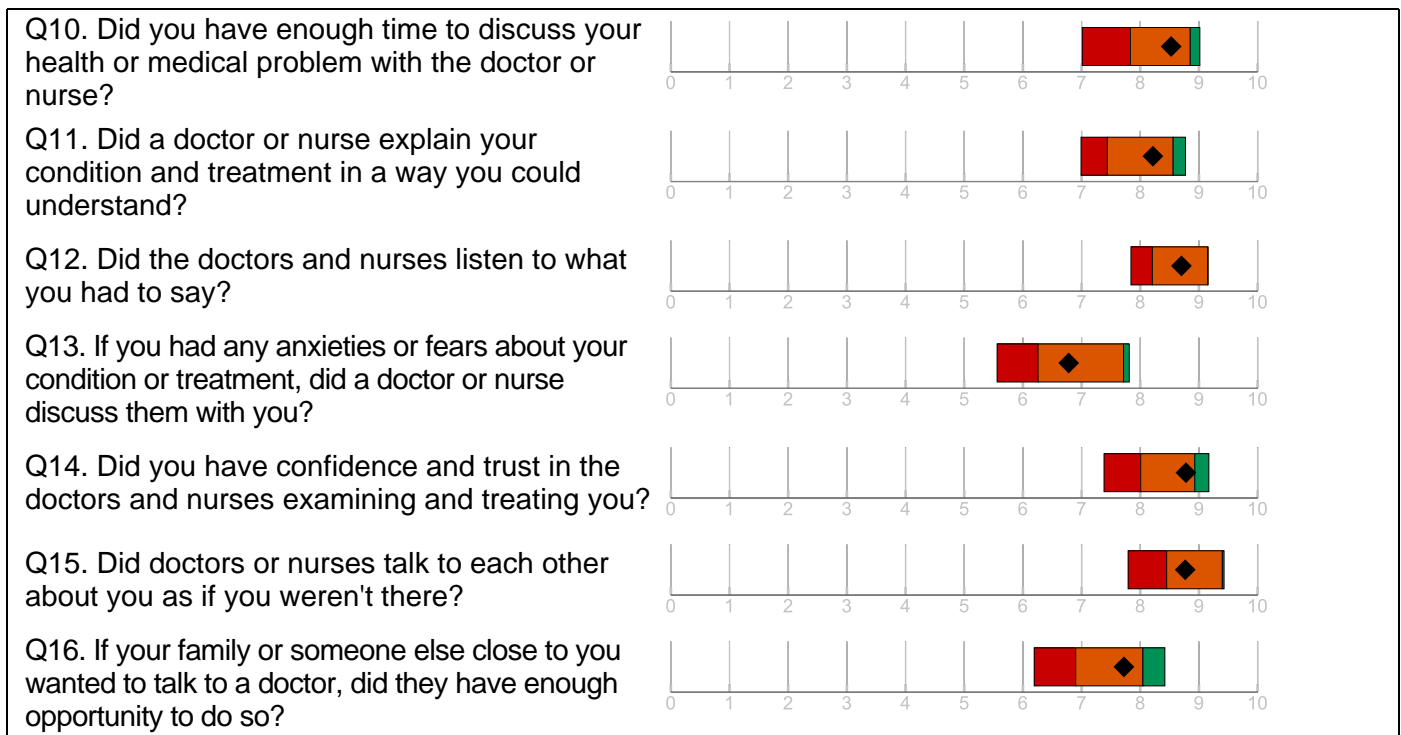 Q10. Did you have enough time to discuss your
health or medical problem with the doctor or
nurse?
0 1 2 3 4 5 6 7 8 9 10
Q11. Did a doctor or nurse explain your
condition and treatment in a way you could
understand?
0 1 2 3 4 5 6 7 8 9 10
Q12. Did the doctors and nurses listen to what
you had to say?
0 1 2 3 4 5 6 7 8 9 10
Q13. If you had any anxieties or fears about your
condition or treatment, did a doctor or nurse
discuss them with you?
0 1 2 3 4 5 6 7 8 9 10
Q14. Did you have confidence and trust in the
doctors and nurses examining and treating you?
0 1 2 3 4 5 6 7 8 9 10
Q15. Did doctors or nurses talk to each other
about you as if you weren't there?
0 1 2 3 4 5 6 7 8 9 10
Q16. If your family or someone else close to you
wanted to talk to a doctor, did they have enough
opportunity to do so?
0 1 2 3 4 5 6 7 8 9 10